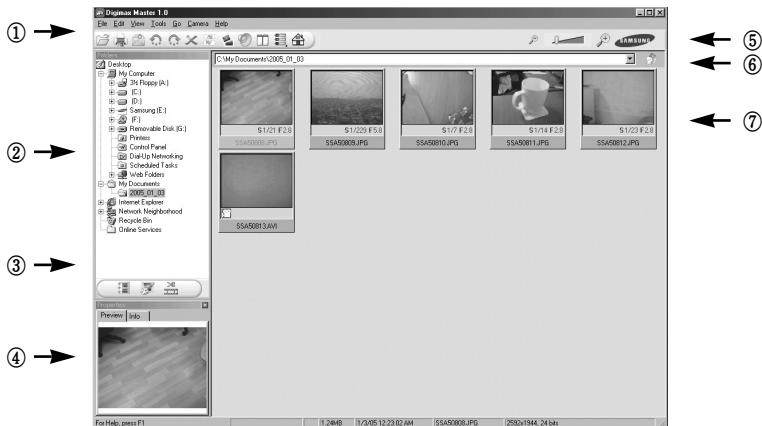 Digimax Master 1.0
File Edit View Tools Go Camera Help
①
SAMSUNG
⑤
Folders
C:\My Documents\2005_01_03
⑥
Desktop
My Computer
3½ Floppy (A:)
(C:)
(D:)
Samsung (E:)
(F:)
Removable Disk (G:)
Printers
Control Panel
Dial-Up Networking
Scheduled Tasks
Web Folders
My Documents
2005_01_03
Internet Explorer
Network Neighborhood
Recycle Bin
Online Services
②
S1/21 F2.8
SSA50808.JPG
S1/229 F5.8
SSA50809.JPG
S1/7 F2.8
SSA50810.JPG
S1/14 F2.8
SSA50811.JPG
S1/23 F2.8
SSA50812.JPG
⑦
SSA50813.AVI
③
Properties
Preview Info
④
For Help, press F1
1.24MB 1/3/05 12:23:02 AM SSA50808.JPG 2592x1944, 24 bits